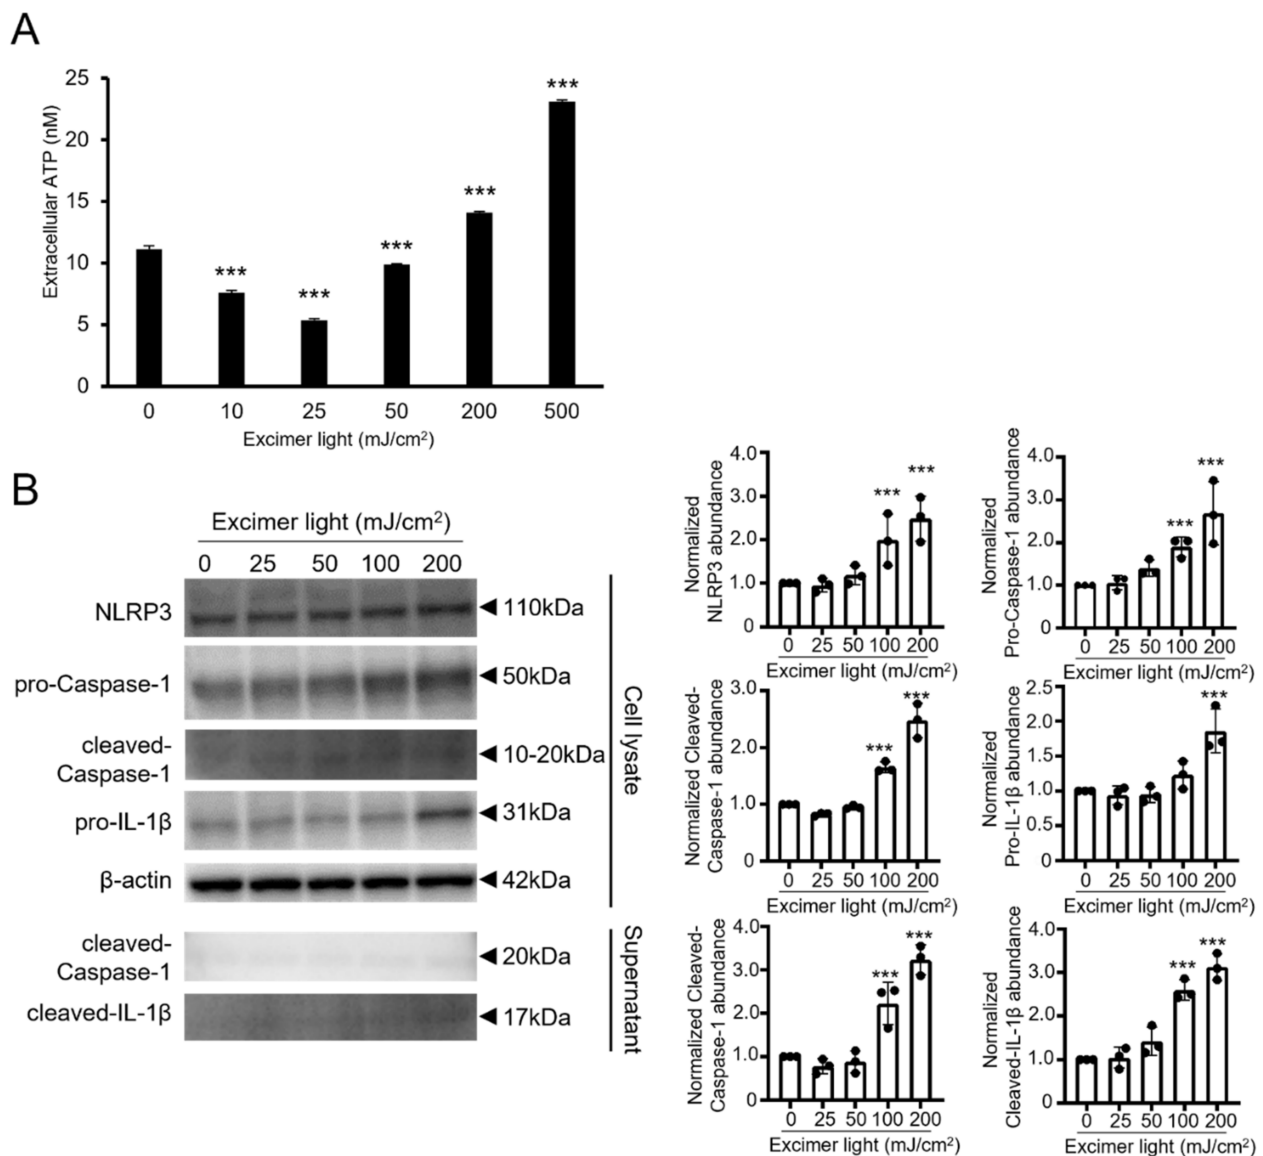 A
Extracellular ATP (nM)
25
20
15
10
5
0
***
***
***
***
***
0 10 25 50 200 500
Excimer light (mJ/cm²)
B
Excimer light (mJ/cm²)
0 25 50 100 200
NLRP3
110kDa
pro-Caspase-1
50kDa
cleaved-
Caspase-1
10-20kDa
pro-IL-1β
31kDa
β-actin
42kDa
Cell lysate
cleaved-
Caspase-1
20kDa
cleaved-IL-1β
17kDa
Supernatant
Normalized
NLRP3 abundance
4.0
3.0
2.0
1.0
0
***
***
0 25 50 100 200
Excimer light (mJ/cm²)
Normalized
Pro-Caspase-1 abundance
4.0
3.0
2.0
1.0
0
***
***
0 25 50 100 200
Excimer light (mJ/cm²)
Normalized Cleaved-
Caspase-1 abundance
3.0
2.0
1.0
0
***
***
0 25 50 100 200
Excimer light (mJ/cm²)
Normalized
Pro-IL-1β abundance
2.5
2.0
1.5
1.0
0.5
0
***
0 25 50 100 200
Excimer light (mJ/cm²)
Normalized Cleaved-
Caspase-1 abundance
4.0
3.0
2.0
1.0
0
***
***
0 25 50 100 200
Excimer light (mJ/cm²)
Normalized
Cleaved-IL-1β abundance
4.0
3.0
2.0
1.0
0
***
***
0 25 50 100 200
Excimer light (mJ/cm²)